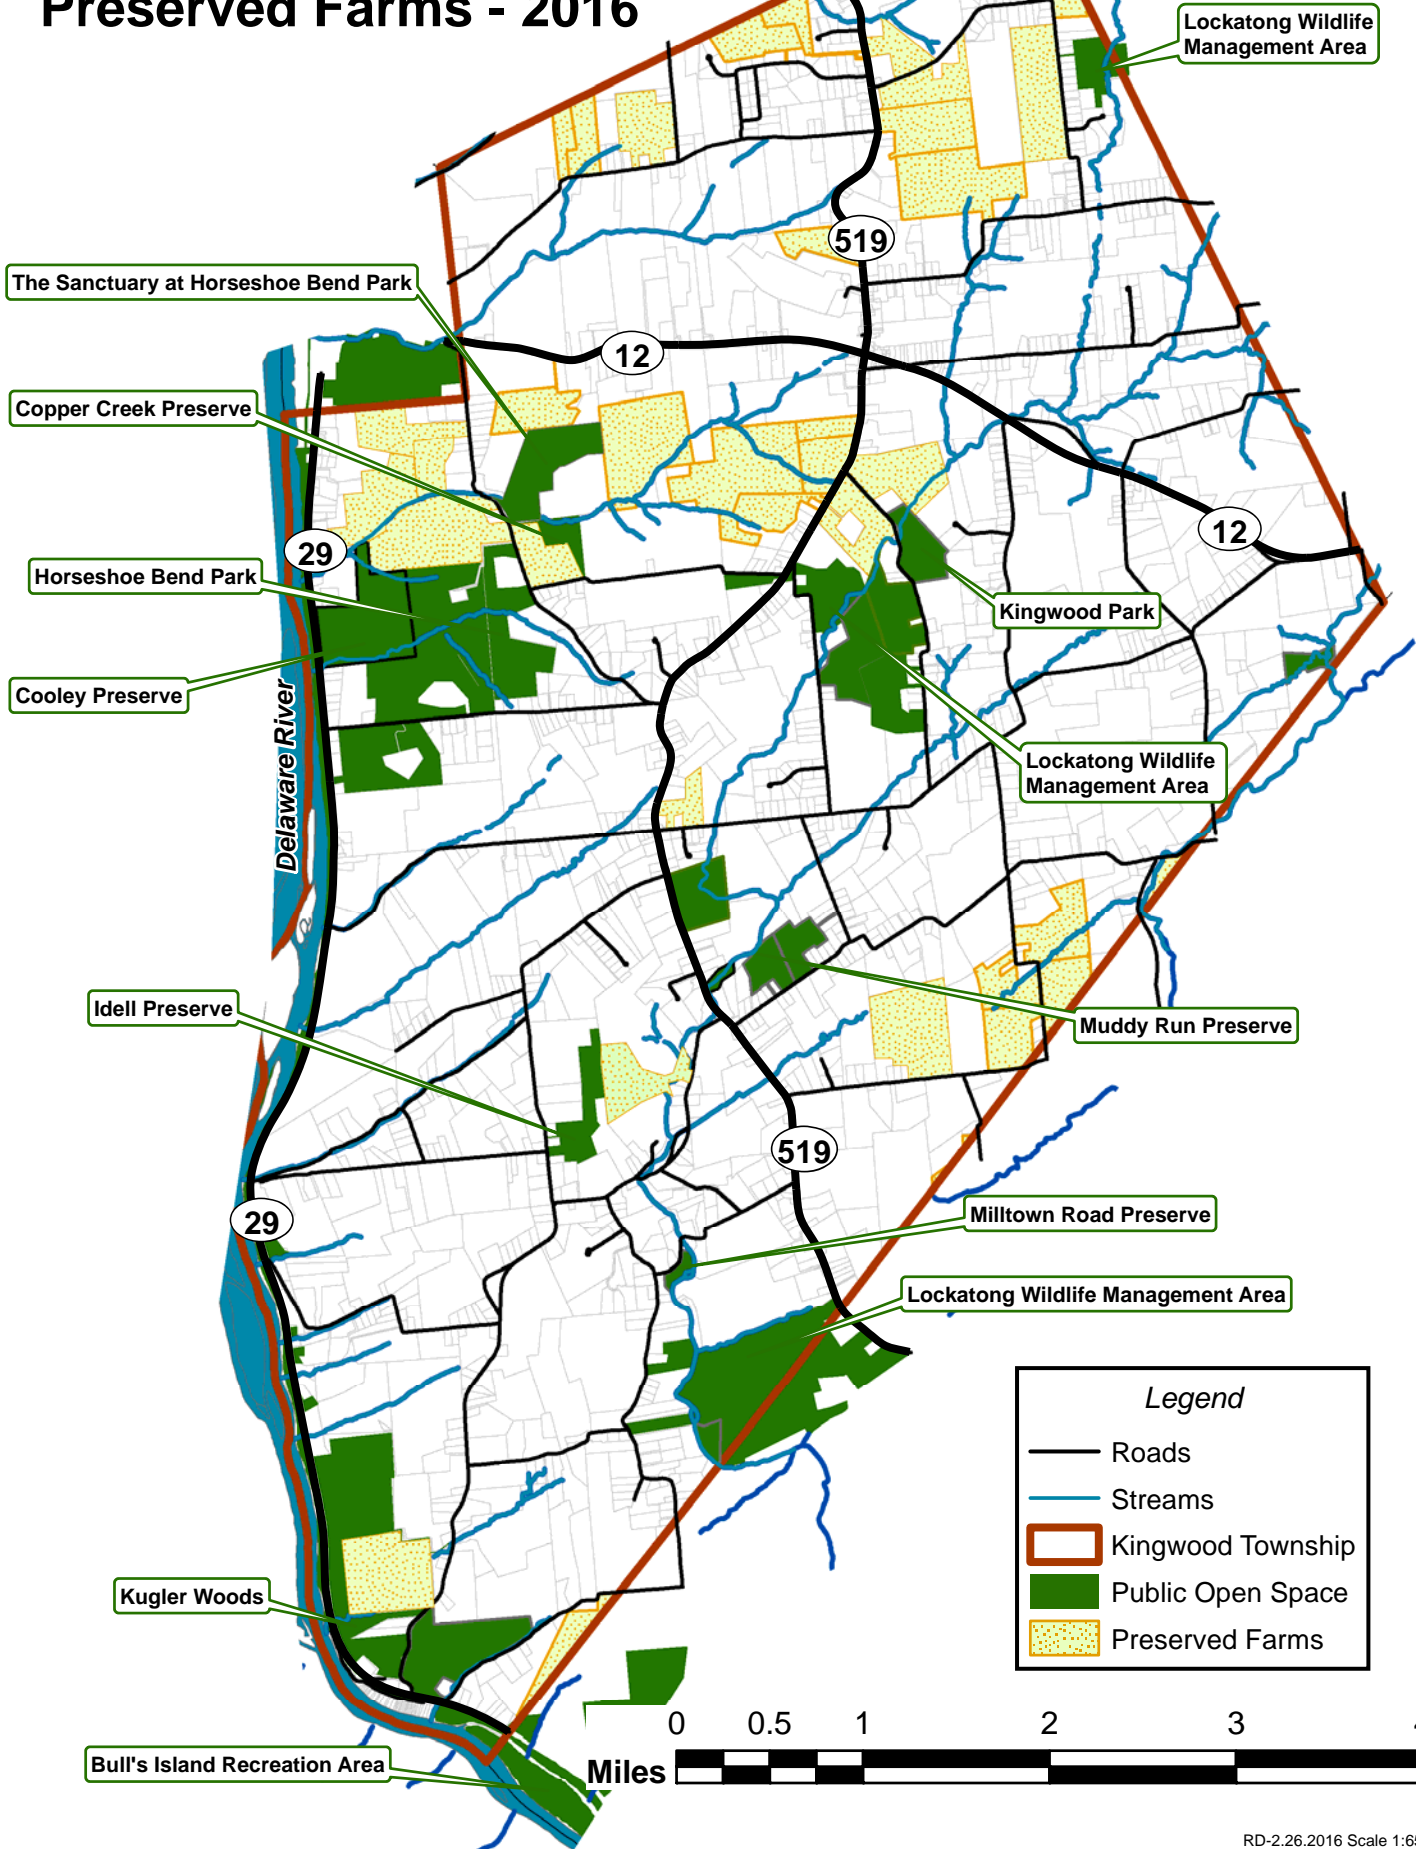 Preserved Farms - 2016
Lockatong Wildlife
Management Area
519
The Sanctuary at Horseshoe Bend Park
12
Copper Creek Preserve
12
29
Horseshoe Bend Park
Kingwood Park
Cooley Preserve
Delaware River
Lockatong Wildlife
Management Area
Idell Preserve
Muddy Run Preserve
519
29
Milltown Road Preserve
Lockatong Wildlife Management Area
Legend
Roads
Streams
Kingwood Township
Public Open Space
Preserved Farms
Kugler Woods
0 0.5 1 2 3
Miles
Bull's Island Recreation Area
RD-2.26.2016 Scale 1:65